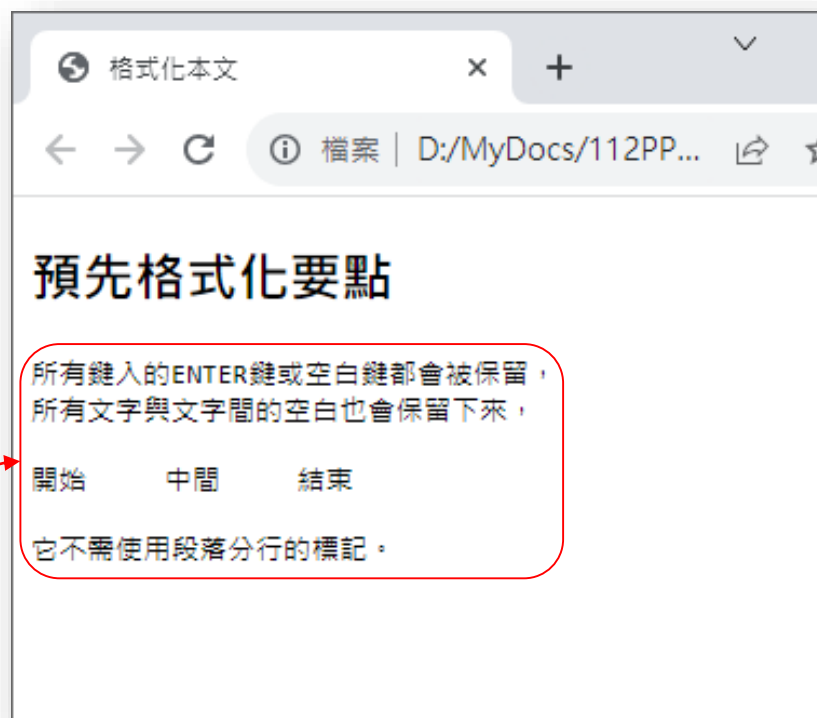 格式化本文
檔案 | D:/MyDocs/112PP...
預先格式化要點
所有鍵入的ENTER鍵或空白鍵都會被保留，
所有文字與文字間的空白也會保留下來，
開始　　　中間　　　結束
它不需使用段落分行的標記。